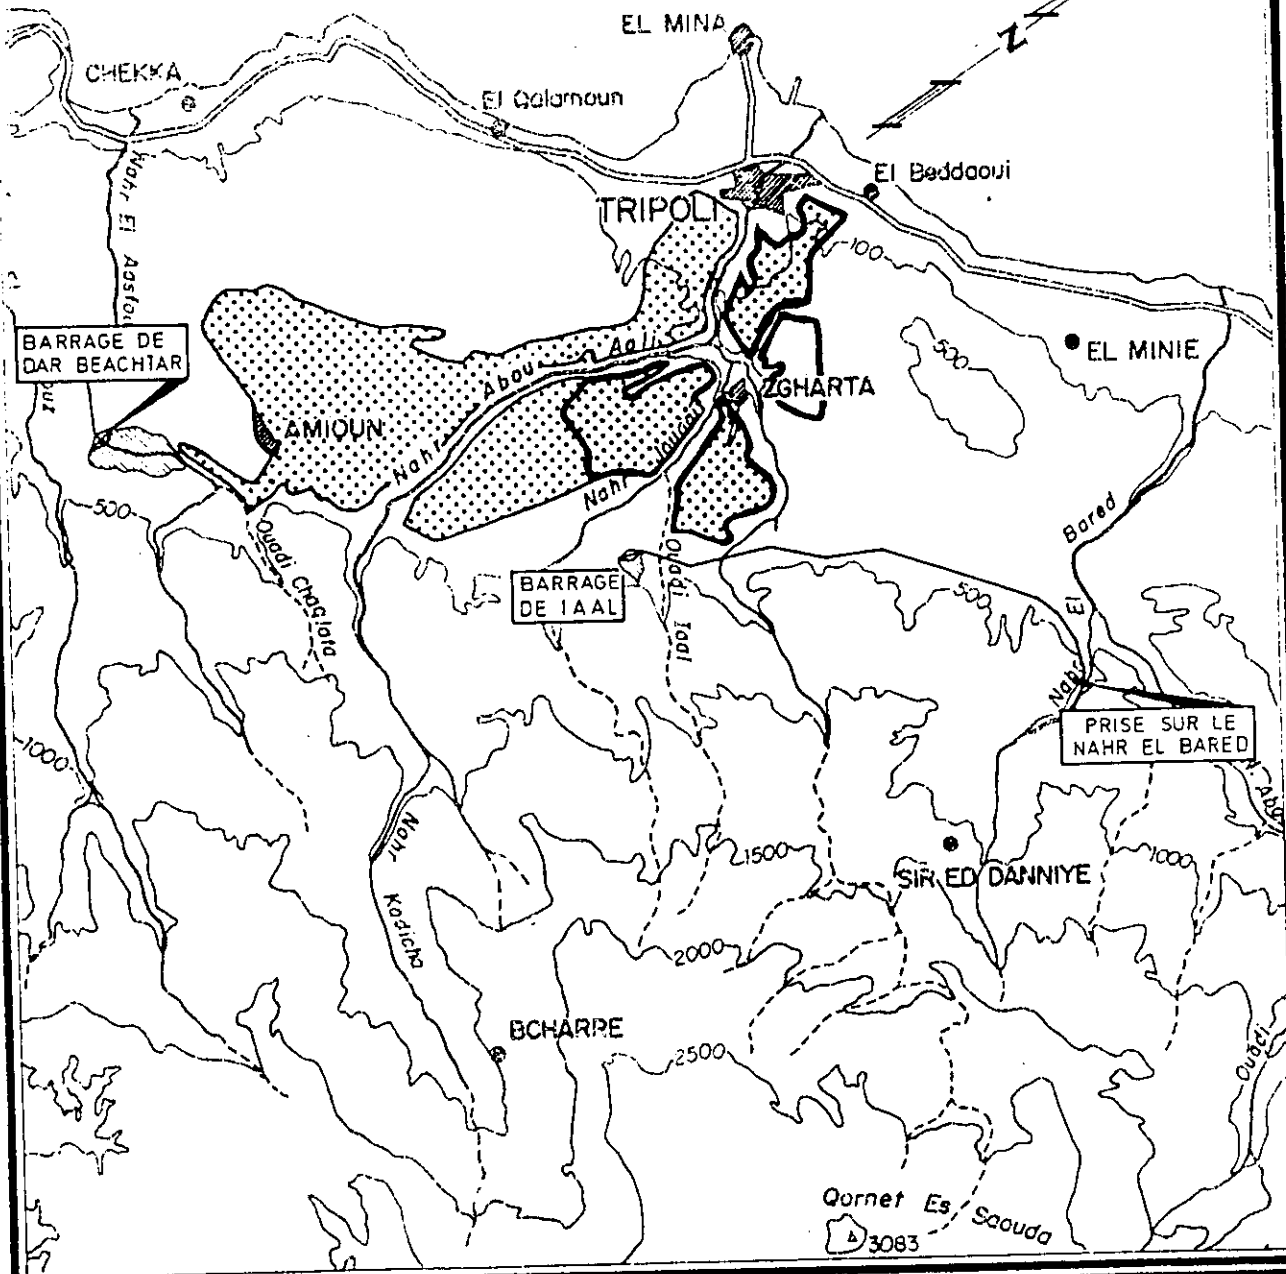 EL MINA
N
CHEKKA
El Qalamoun
El Beddaoui
TRIPOLI
100
Nahr El Aasfour
BARRAGE DE
DAR BEACHTAR
500
EL MINIE
Nahr Abou Aali
ZGHARTA
AMIOUN
Nahr
500
Ouadi Chaglata
Ouadi Iaal
BARRAGE
DE IAAL
500
Nahr El Bared
PRISE SUR LE
NAHR EL BARED
1000
Nahr Kadicha
1500
SIR ED DANNIYE
1000
2000
BCHARRE
2500
Ouadi
Qornet Es Saouda
3083